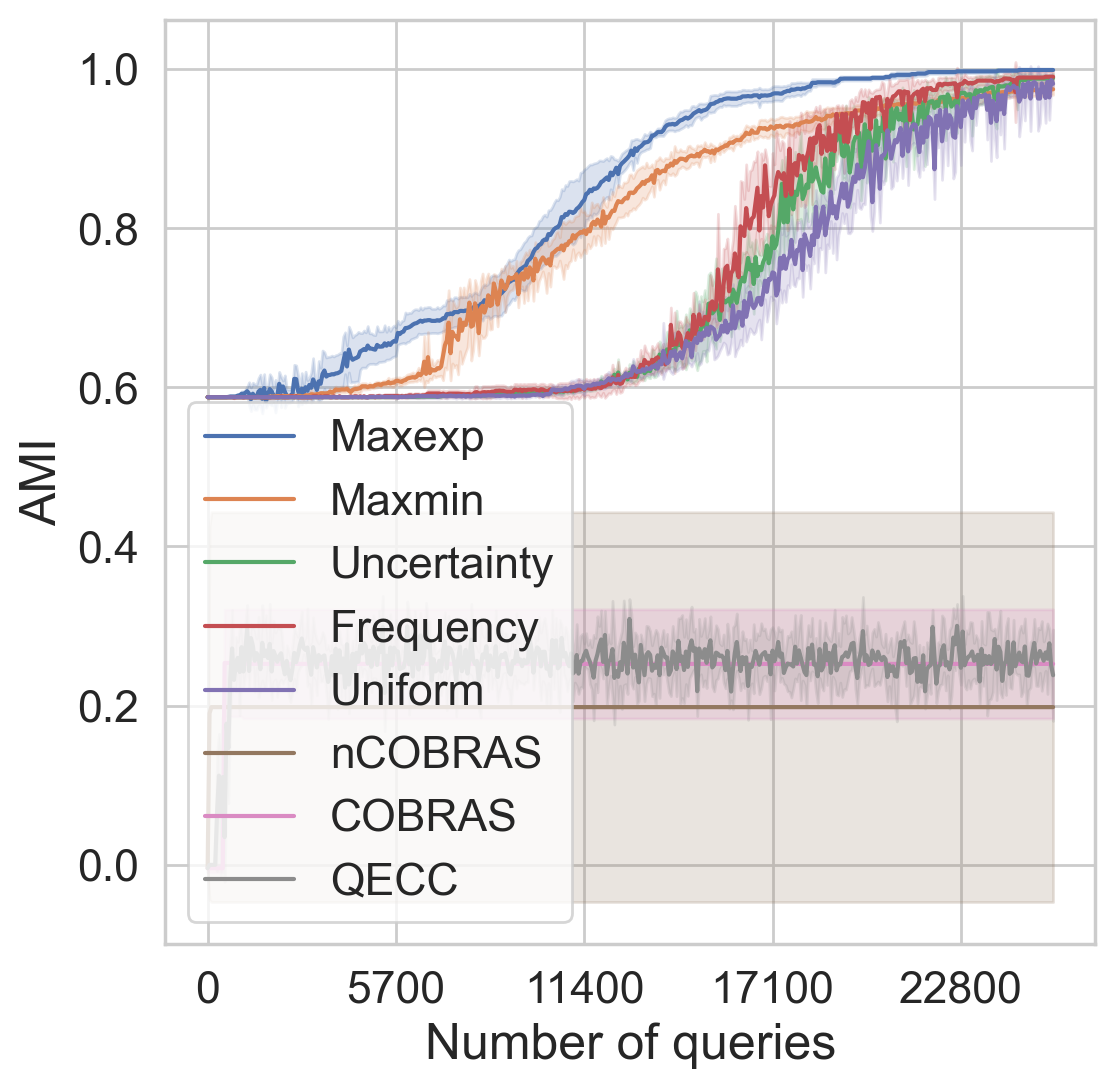 1.0
0.8
0.6
0.4
0.2
0.0
AMI
Maxexp
Maxmin
Uncertainty
Frequency
Uniform
nCOBRAS
COBRAS
QECC
0 5700 11400 17100 22800
Number of queries